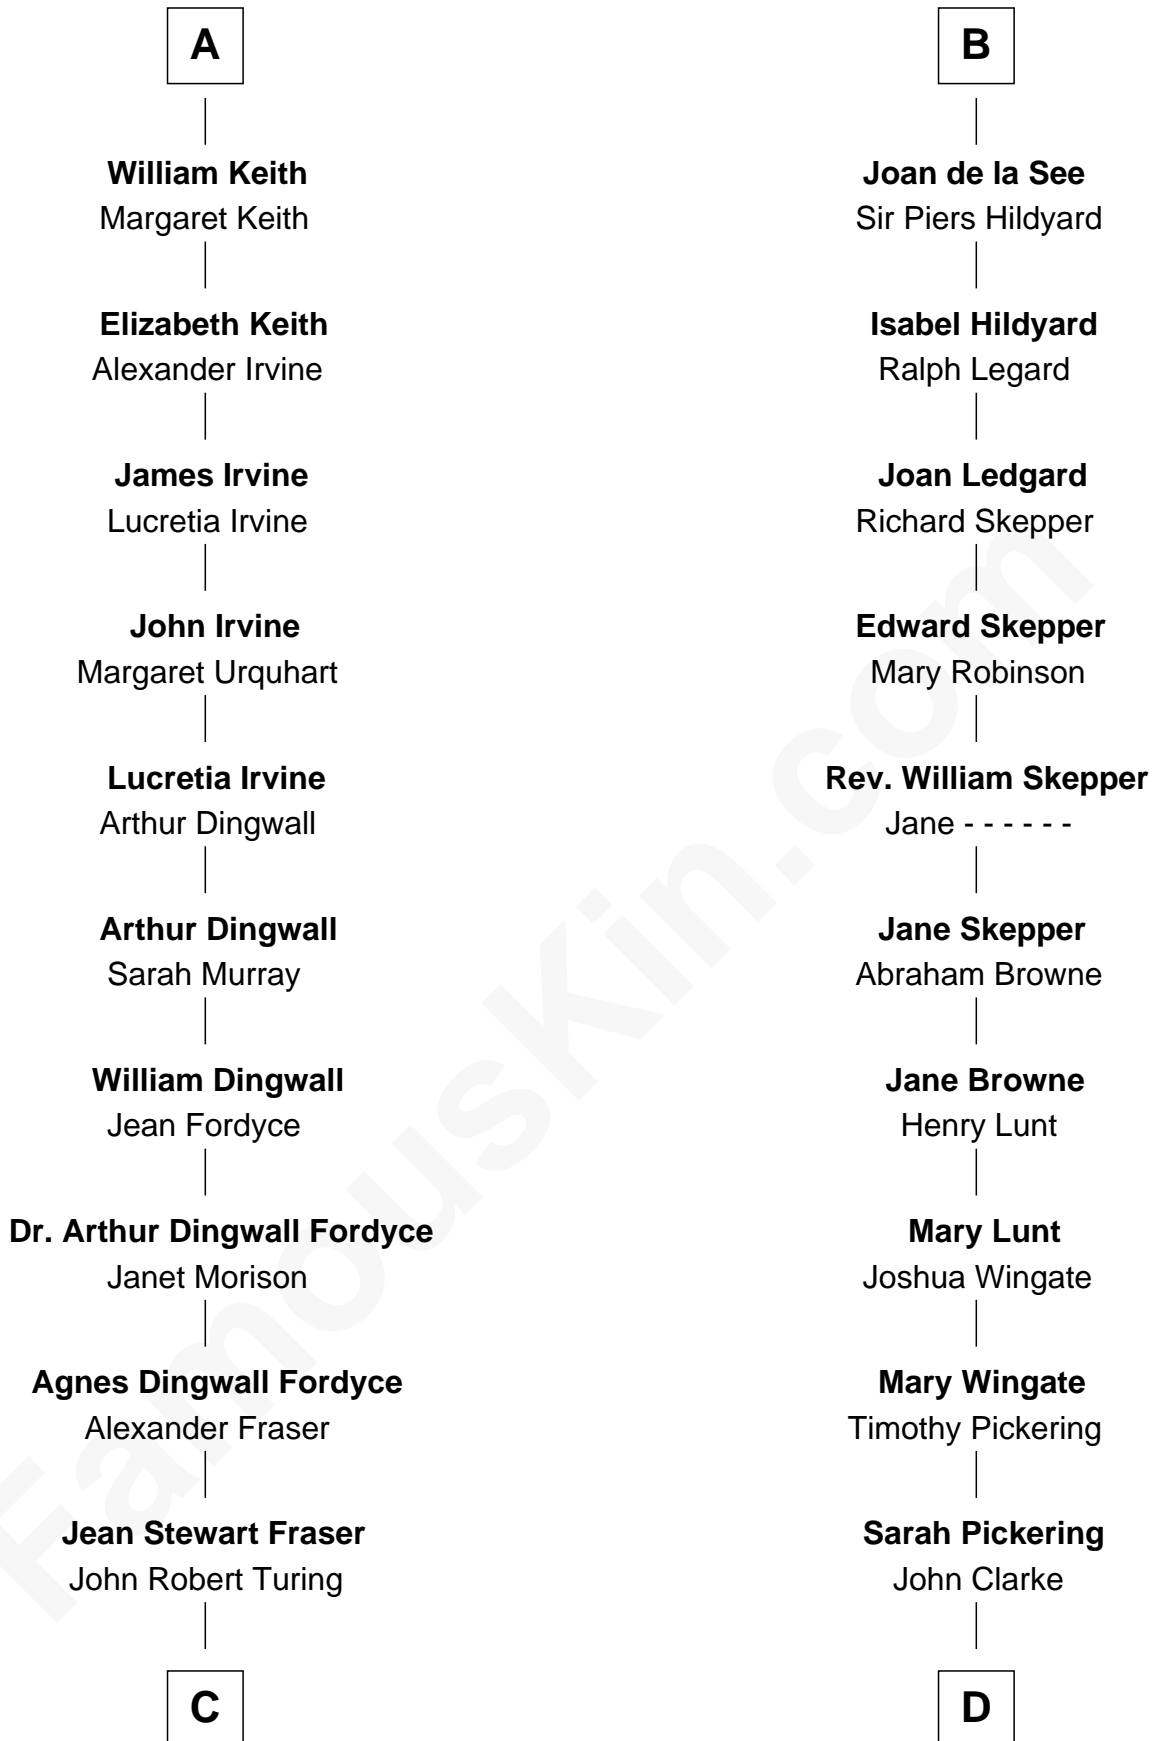 A
William Keith
Margaret Keith
Elizabeth Keith
Alexander Irvine
James Irvine
Lucretia Irvine
John Irvine
Margaret Urquhart
Lucretia Irvine
Arthur Dingwall
Arthur Dingwall
Sarah Murray
William Dingwall
Jean Fordyce
Dr. Arthur Dingwall Fordyce
Janet Morison
Agnes Dingwall Fordyce
Alexander Fraser
Jean Stewart Fraser
John Robert Turing
C
B
Joan de la See
Sir Piers Hildyard
Isabel Hildyard
Ralph Legard
Joan Ledgard
Richard Skepper
Edward Skepper
Mary Robinson
Rev. William Skepper
Jane - - - - - -
Jane Skepper
Abraham Browne
Jane Browne
Henry Lunt
Mary Lunt
Joshua Wingate
Mary Wingate
Timothy Pickering
Sarah Pickering
John Clarke
D
FamousKin.com